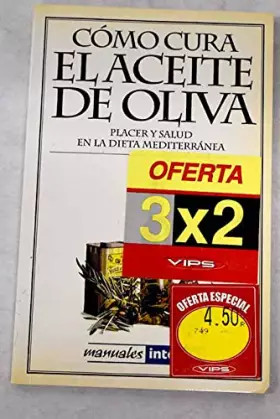 CÓMO CURA
EL ACEITE
DE OLIVA
PLACER Y SALUD
EN LA DIETA MEDITERRÁNEA
OFERTA
3x2
VIPS
OFERTA ESPECIAL
4.50
VIPS
manuales